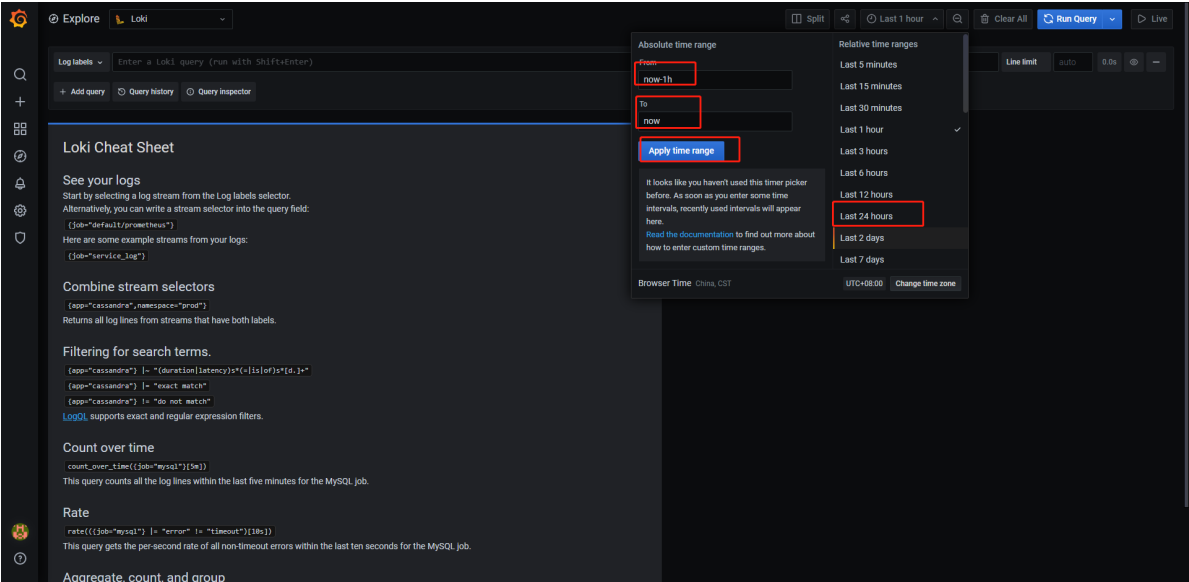 Explore
Loki
Split
Last 1 hour
Clear All
Run Query
Live
Log labels
Enter a Loki query (run with Shift+Enter)
Line limit
auto
0.0s
+ Add query
Query history
Query inspector
Absolute time range
From
now-1h
To
now
Apply time range
It looks like you haven't used this timer picker
before. As soon as you enter some time
intervals, recently used intervals will appear
here.
Read the documentation to find out more about
how to enter custom time ranges.
Relative time ranges
Last 5 minutes
Last 15 minutes
Last 30 minutes
Last 1 hour
Last 3 hours
Last 6 hours
Last 12 hours
Last 24 hours
Last 2 days
Last 7 days
Browser Time China, CST
UTC+08:00
Change time zone
Loki Cheat Sheet
See your logs
Start by selecting a log stream from the Log labels selector.
Alternatively, you can write a stream selector into the query field:
{job="default/prometheus"}
Here are some example streams from your logs:
{job="service_log"}
Combine stream selectors
{app="cassandra",namespace="prod"}
Returns all log lines from streams that have both labels.
Filtering for search terms.
{app="cassandra"} |~ "(duration|latency)s*(=|is|of)s*[d.]+"
{app="cassandra"} |= "exact match"
{app="cassandra"} != "do not match"
LogQL supports exact and regular expression filters.
Count over time
count_over_time({job="mysql"}[5m])
This query counts all the log lines within the last five minutes for the MySQL job.
Rate
rate(({job="mysql"} |= "error" != "timeout")[10s])
This query gets the per-second rate of all non-timeout errors within the last ten seconds for the MySQL job.
Aggregate, count, and group